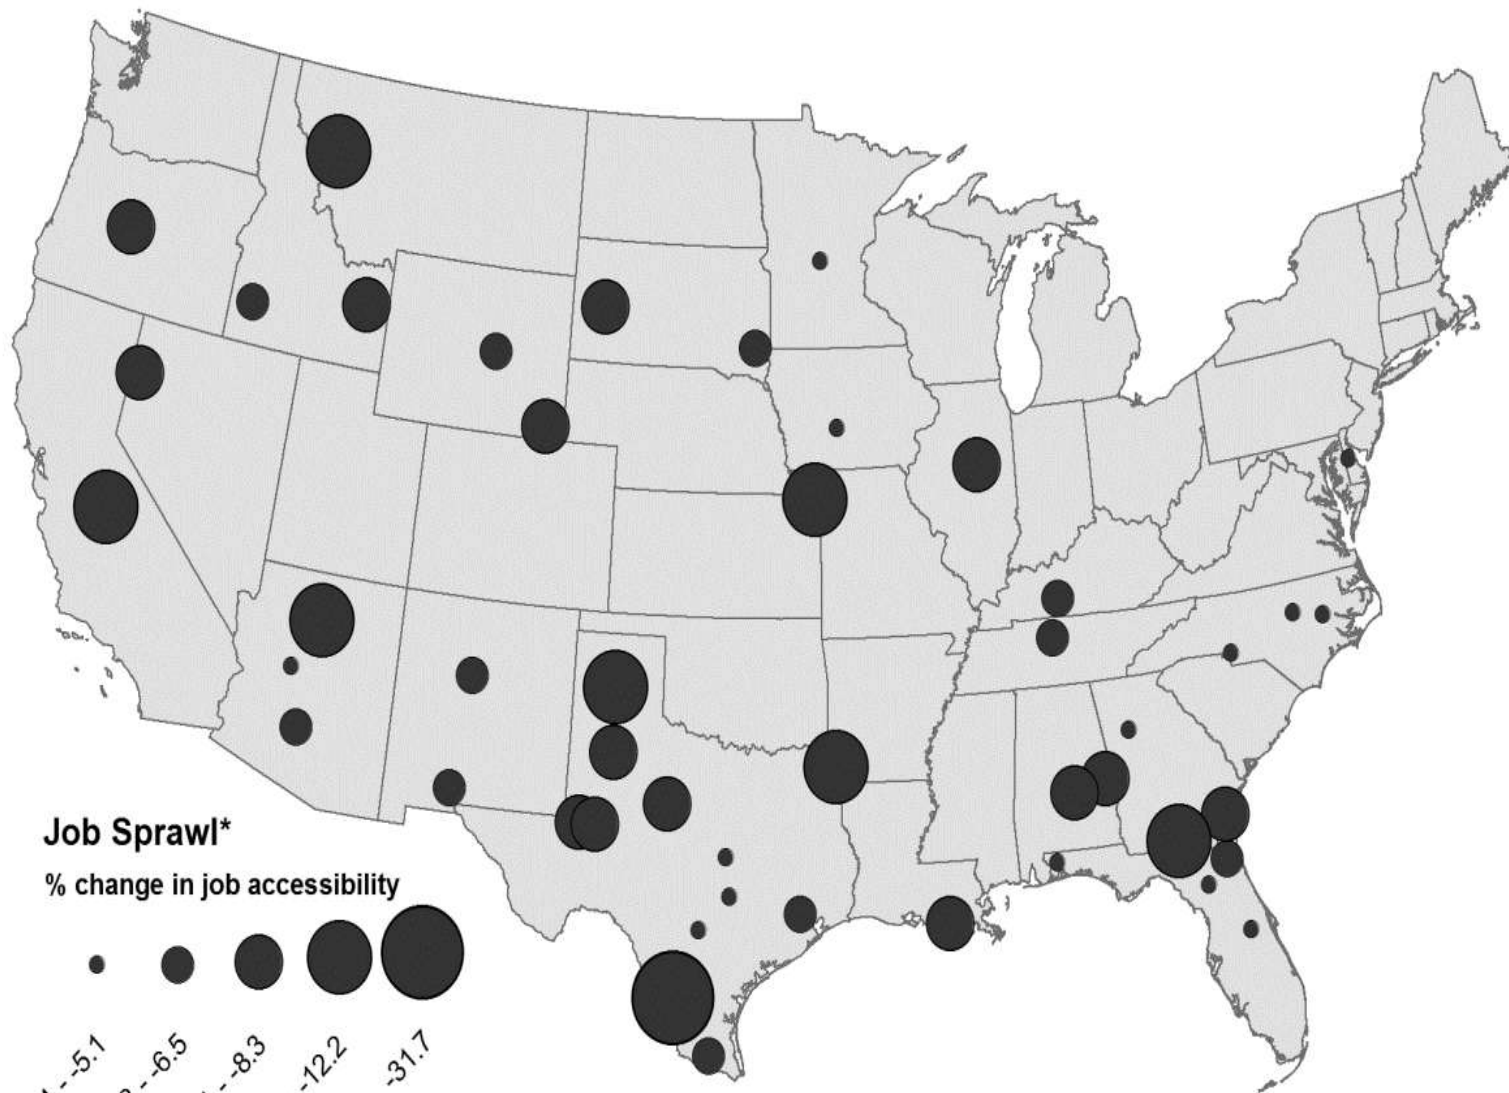 Job Sprawl*
% change in job accessibility
- -5.1
- -6.5
- -8.3
-12.2
-31.7